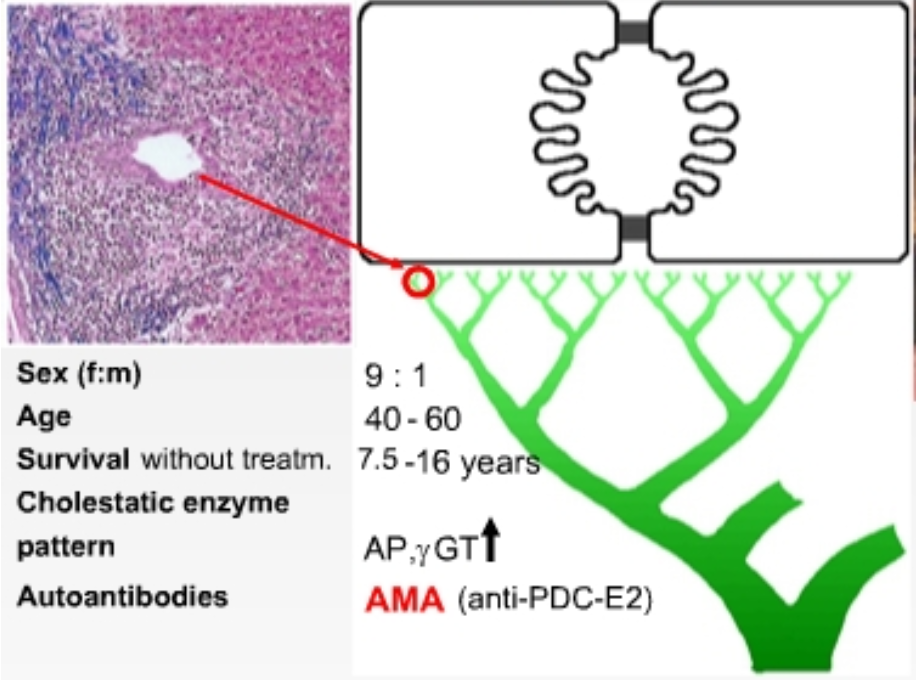 Sex (f:m) 9 : 1
Age 40 - 60
Survival without treatm. 7.5 -16 years
Cholestatic enzyme
pattern AP,γGT
Autoantibodies AMA (anti-PDC-E2)